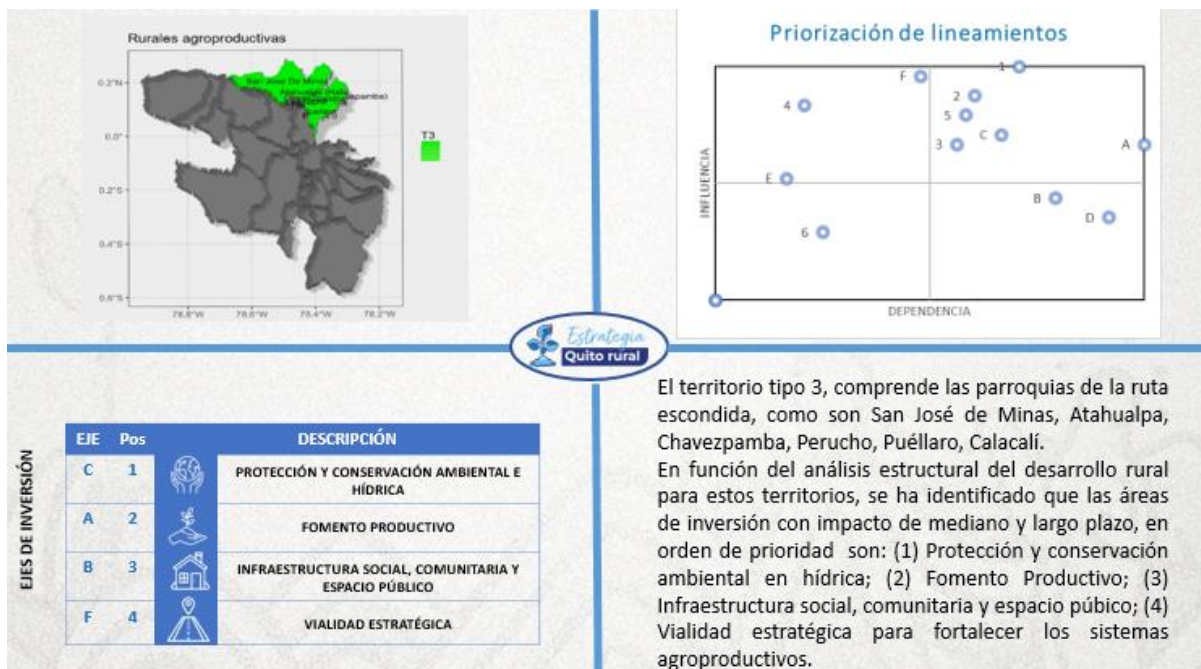 Rurales agroproductivas
0.2°N
0.0°
0.2°S
0.4°S
0.6°S
78.4°W
78.2°W
San José De Minas
T3
Priorización de lineamientos
INFLUENCIA
1
F
2
4
5
C
3
A
E
B
D
6
DEPENDENCIA
Estrategia
Quito rural
EJES DE INVERSIÓN
EJE Pos DESCRIPCIÓN
C 1 PROTECCIÓN Y CONSERVACIÓN AMBIENTAL E
HÍDRICA
A 2 FOMENTO PRODUCTIVO
B 3 INFRAESTRUCTURA SOCIAL, COMUNITARIA Y
ESPACIO PÚBLICO
F 4 VIALIDAD ESTRATÉGICA
El territorio tipo 3, comprende las parroquias de la ruta
escondida, como son San José de Minas, Atahualpa,
Chavezpamba, Perucho, Puéllaro, Calacalí.
En función del análisis estructural del desarrollo rural
para estos territorios, se ha identificado que las áreas
de inversión con impacto de mediano y largo plazo, en
orden de prioridad son: (1) Protección y conservación
ambiental en hídrica; (2) Fomento Productivo; (3)
Infraestructura social, comunitaria y espacio púbico; (4)
Vialidad estratégica para fortalecer los sistemas
agroproductivos.